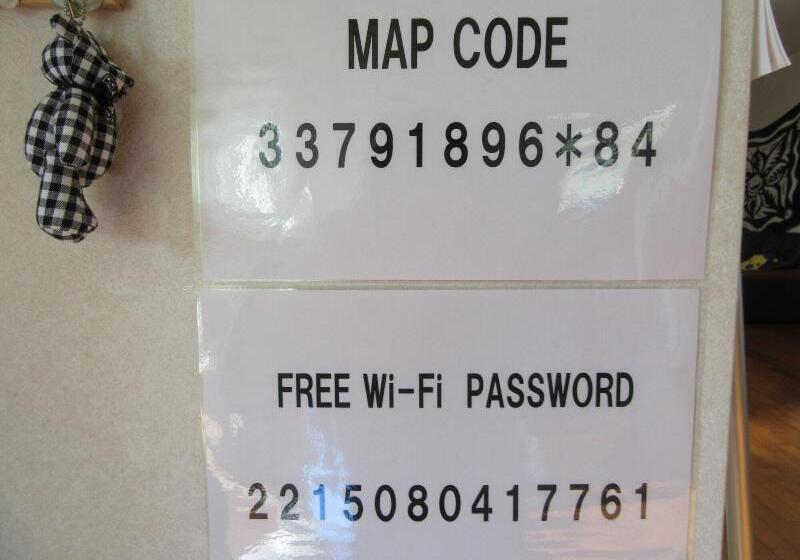 MAP CODE
33791896*84
FREE Wi-Fi PASSWORD
2215080417761